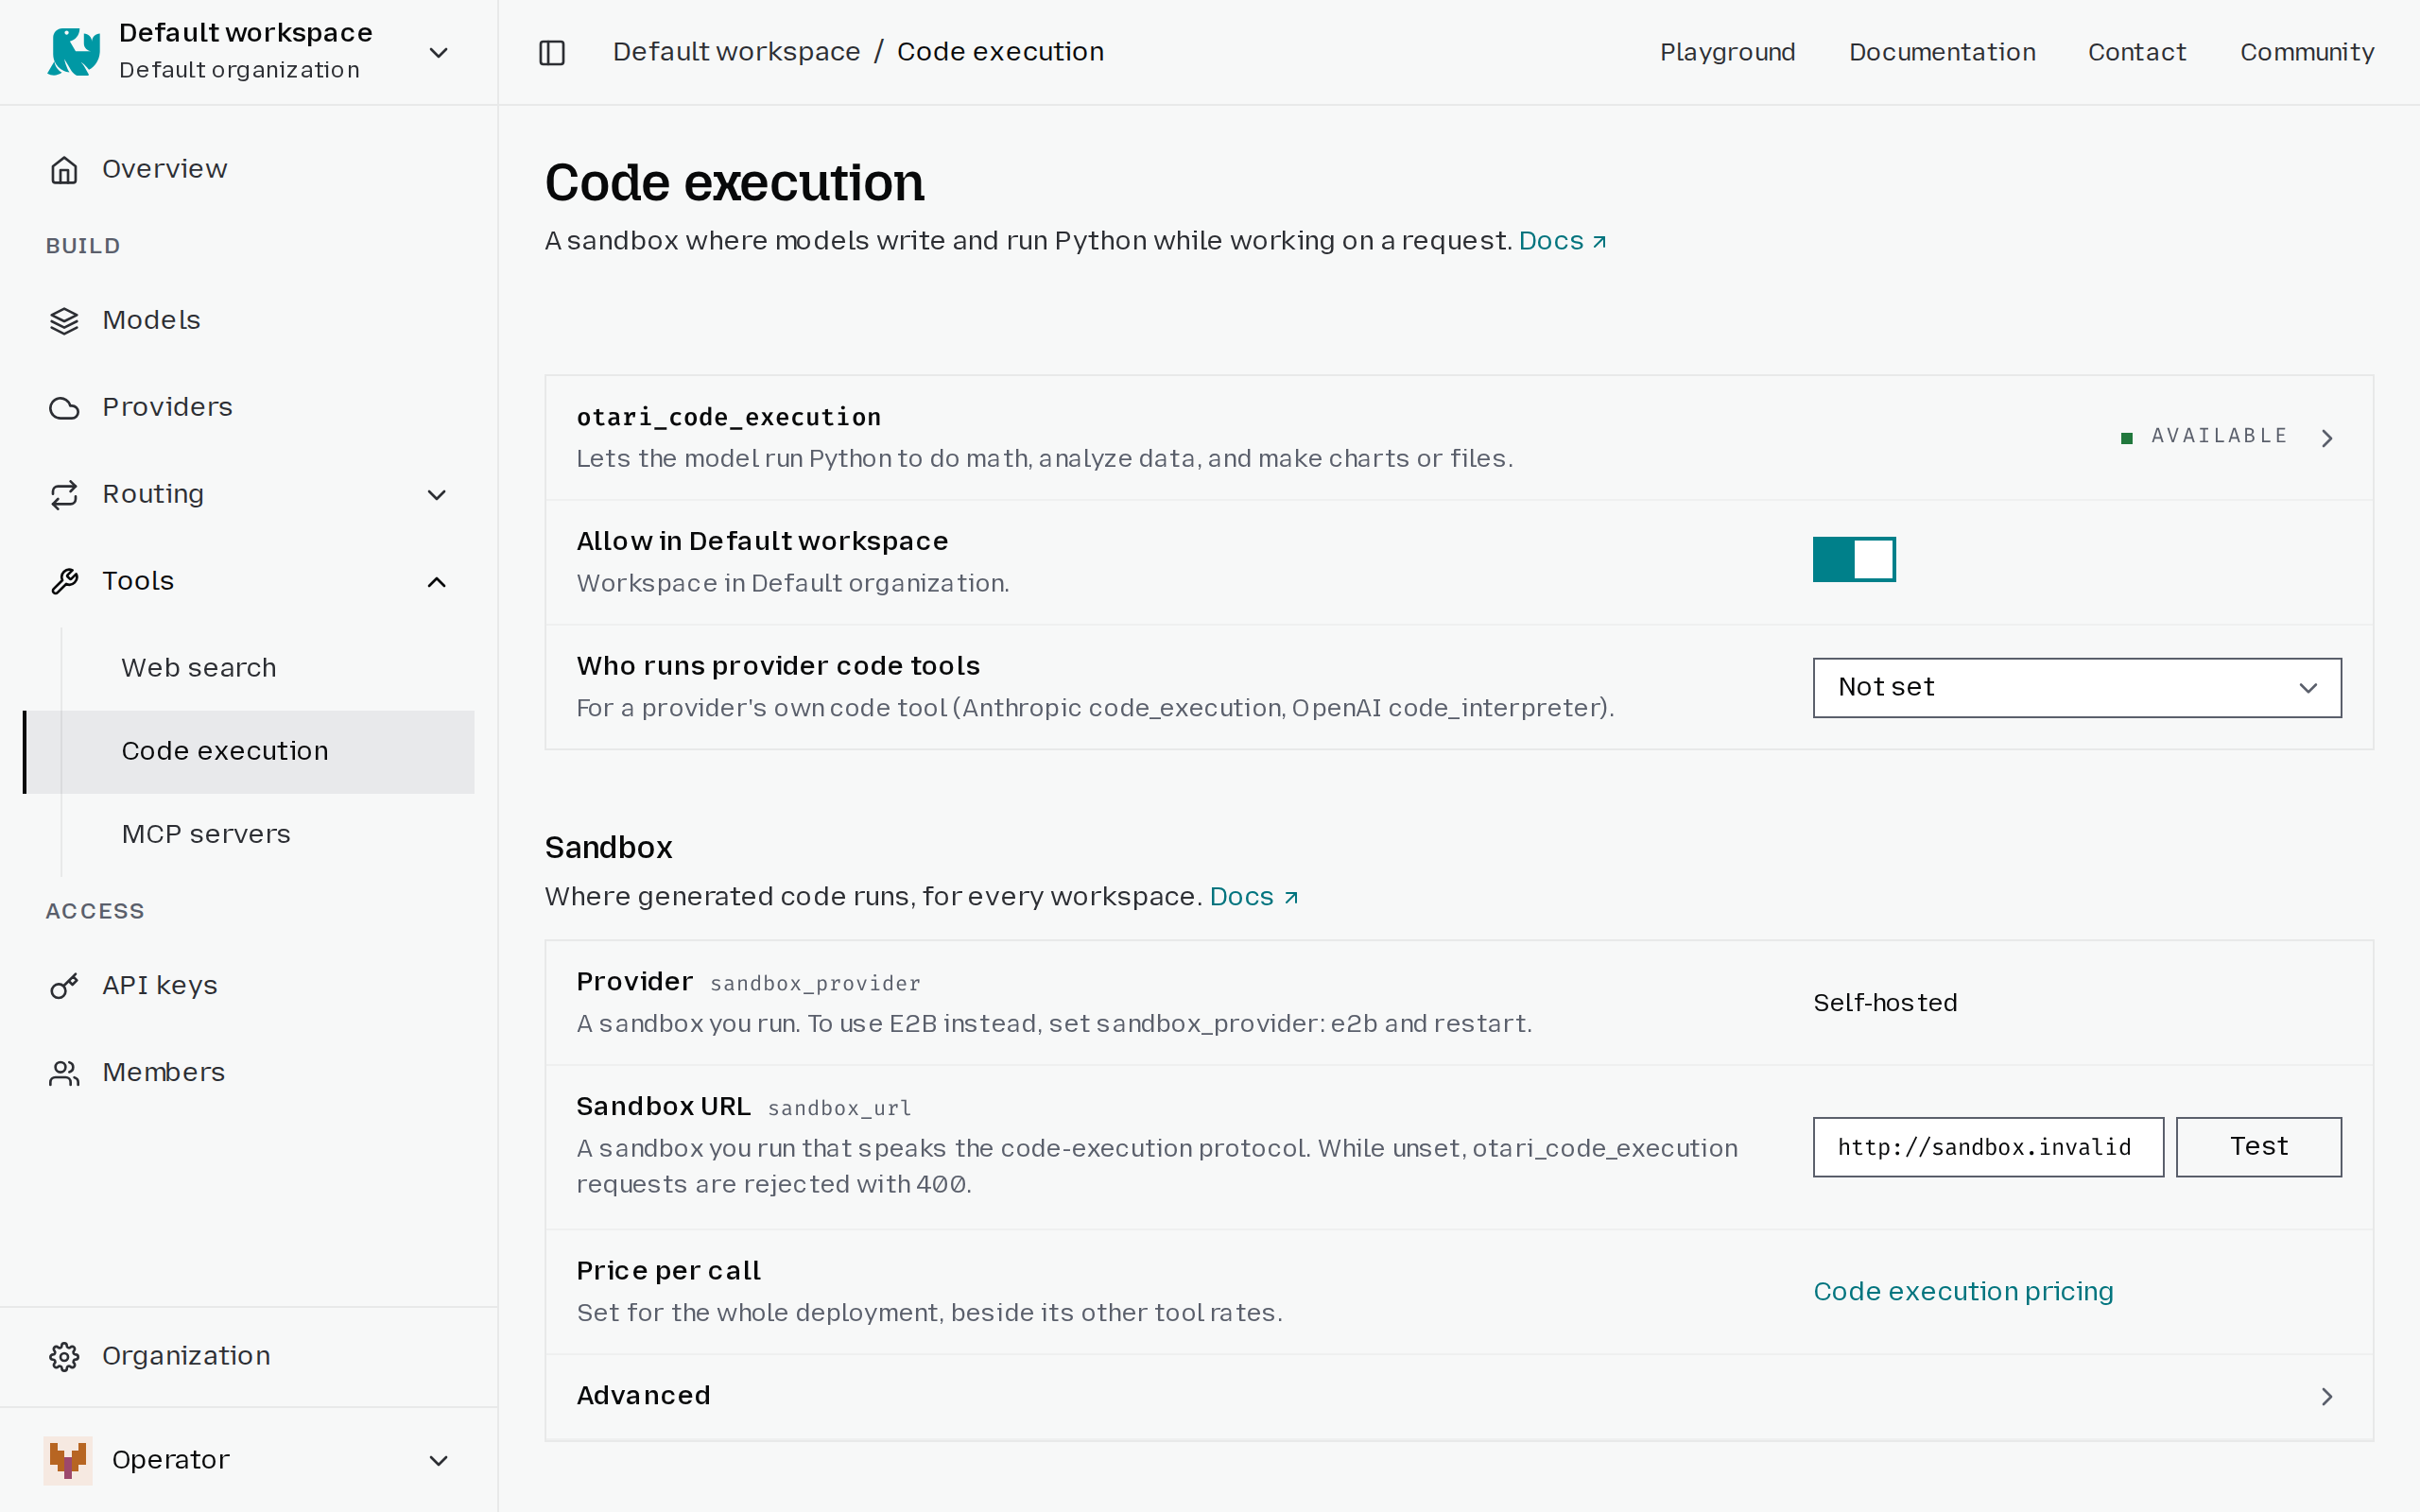 Default workspace
Default organization
Default workspace / Code execution
Playground
Documentation
Contact
Community
Overview
BUILD
Models
Providers
Routing
Tools
Web search
Code execution
MCP servers
ACCESS
API keys
Members
Organization
Operator
Code execution
A sandbox where models write and run Python while working on a request. Docs
otari_code_execution
Lets the model run Python to do math, analyze data, and make charts or files.
AVAILABLE
Allow in Default workspace
Workspace in Default organization.
Who runs provider code tools
For a provider's own code tool (Anthropic code_execution, OpenAI code_interpreter).
Not set
Sandbox
Where generated code runs, for every workspace. Docs
Provider sandbox_provider
A sandbox you run. To use E2B instead, set sandbox_provider: e2b and restart.
Self-hosted
Sandbox URL sandbox_url
A sandbox you run that speaks the code-execution protocol. While unset, otari_code_execution
requests are rejected with 400.
http://sandbox.invalid
Test
Price per call
Set for the whole deployment, beside its other tool rates.
Code execution pricing
Advanced